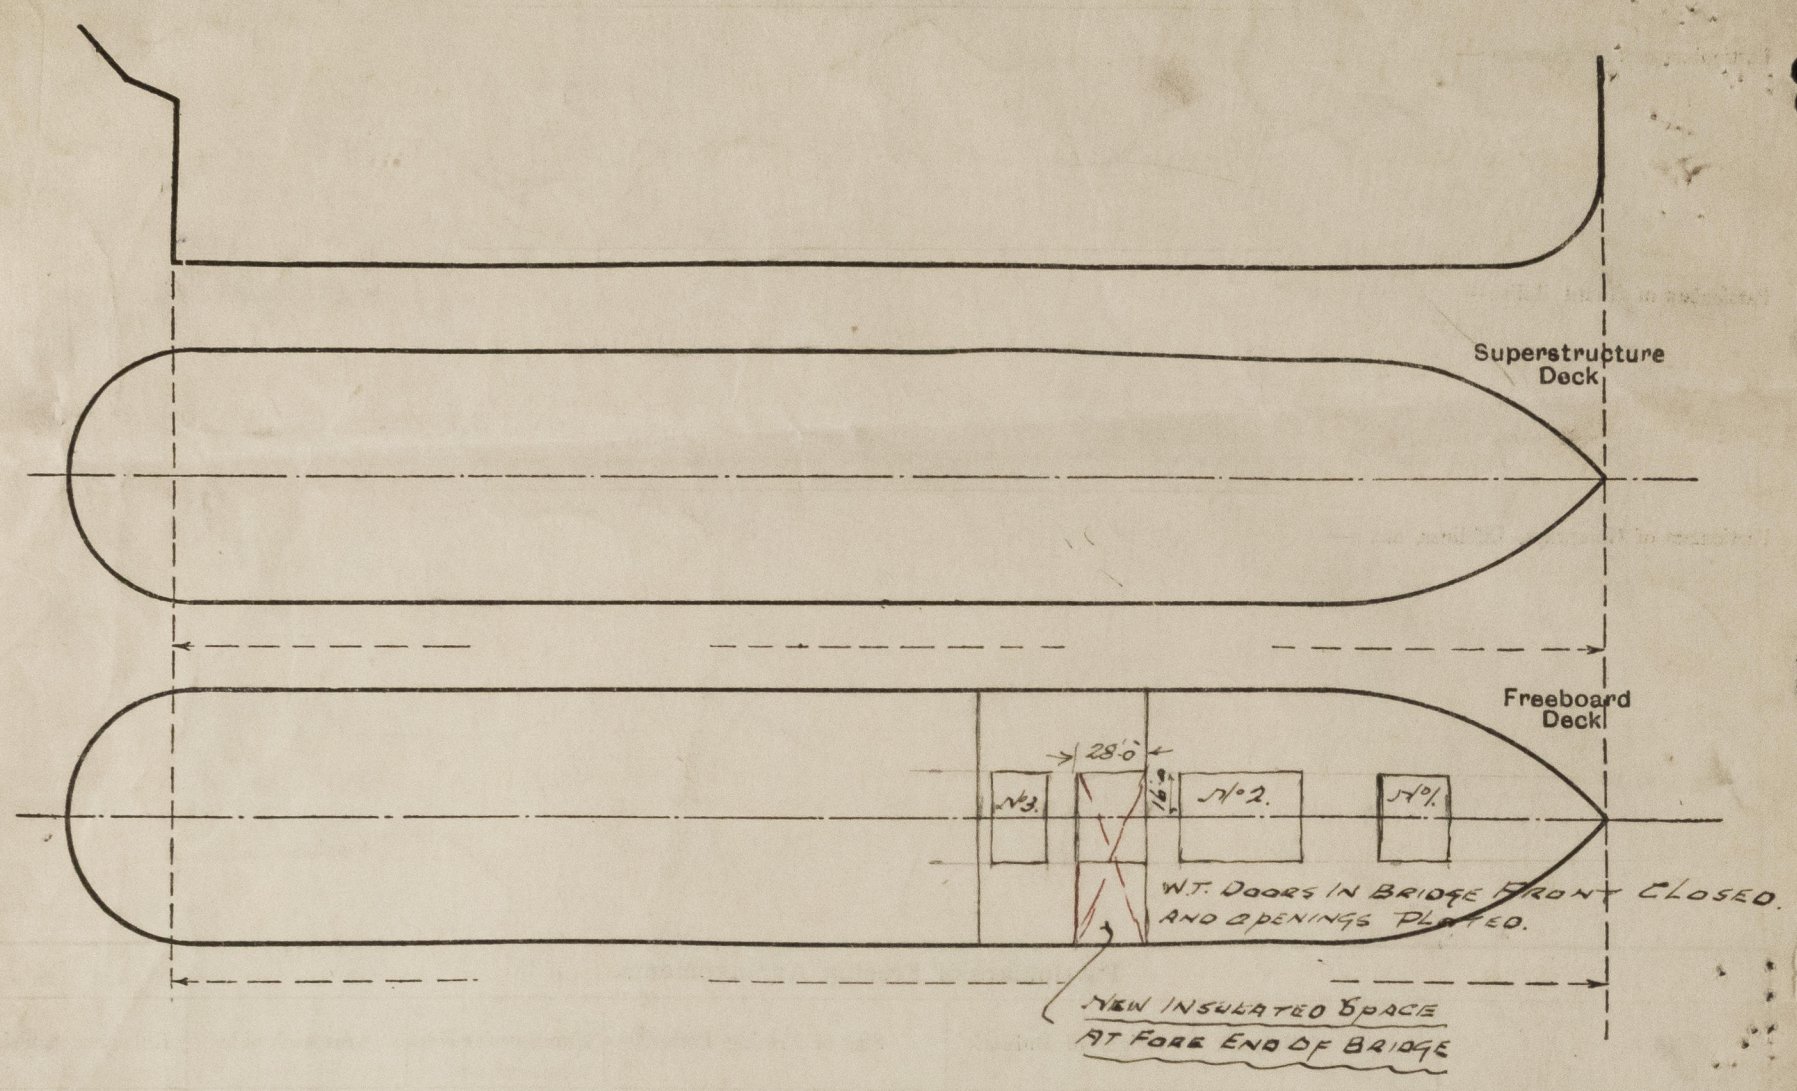 Superstructure
Deck
Freeboard
Deck
28'.0"
16'.0
No3.
No2.
No1.
W.T. DOORS IN BRIDGE FRONT CLOSED.
AND OPENINGS PLATED.
NEW INSULATED SPACE
AT FORE END OF BRIDGE